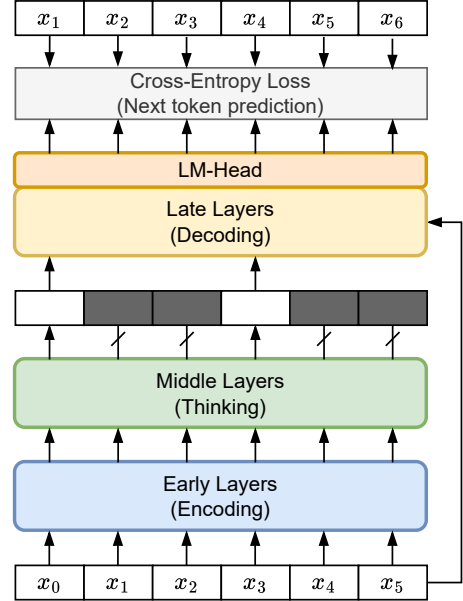 x₁ x₂ x₃ x₄ x₅ x₆
Cross-Entropy Loss
(Next token prediction)
LM-Head
Late Layers
(Decoding)
Middle Layers
(Thinking)
Early Layers
(Encoding)
x₀ x₁ x₂ x₃ x₄ x₅